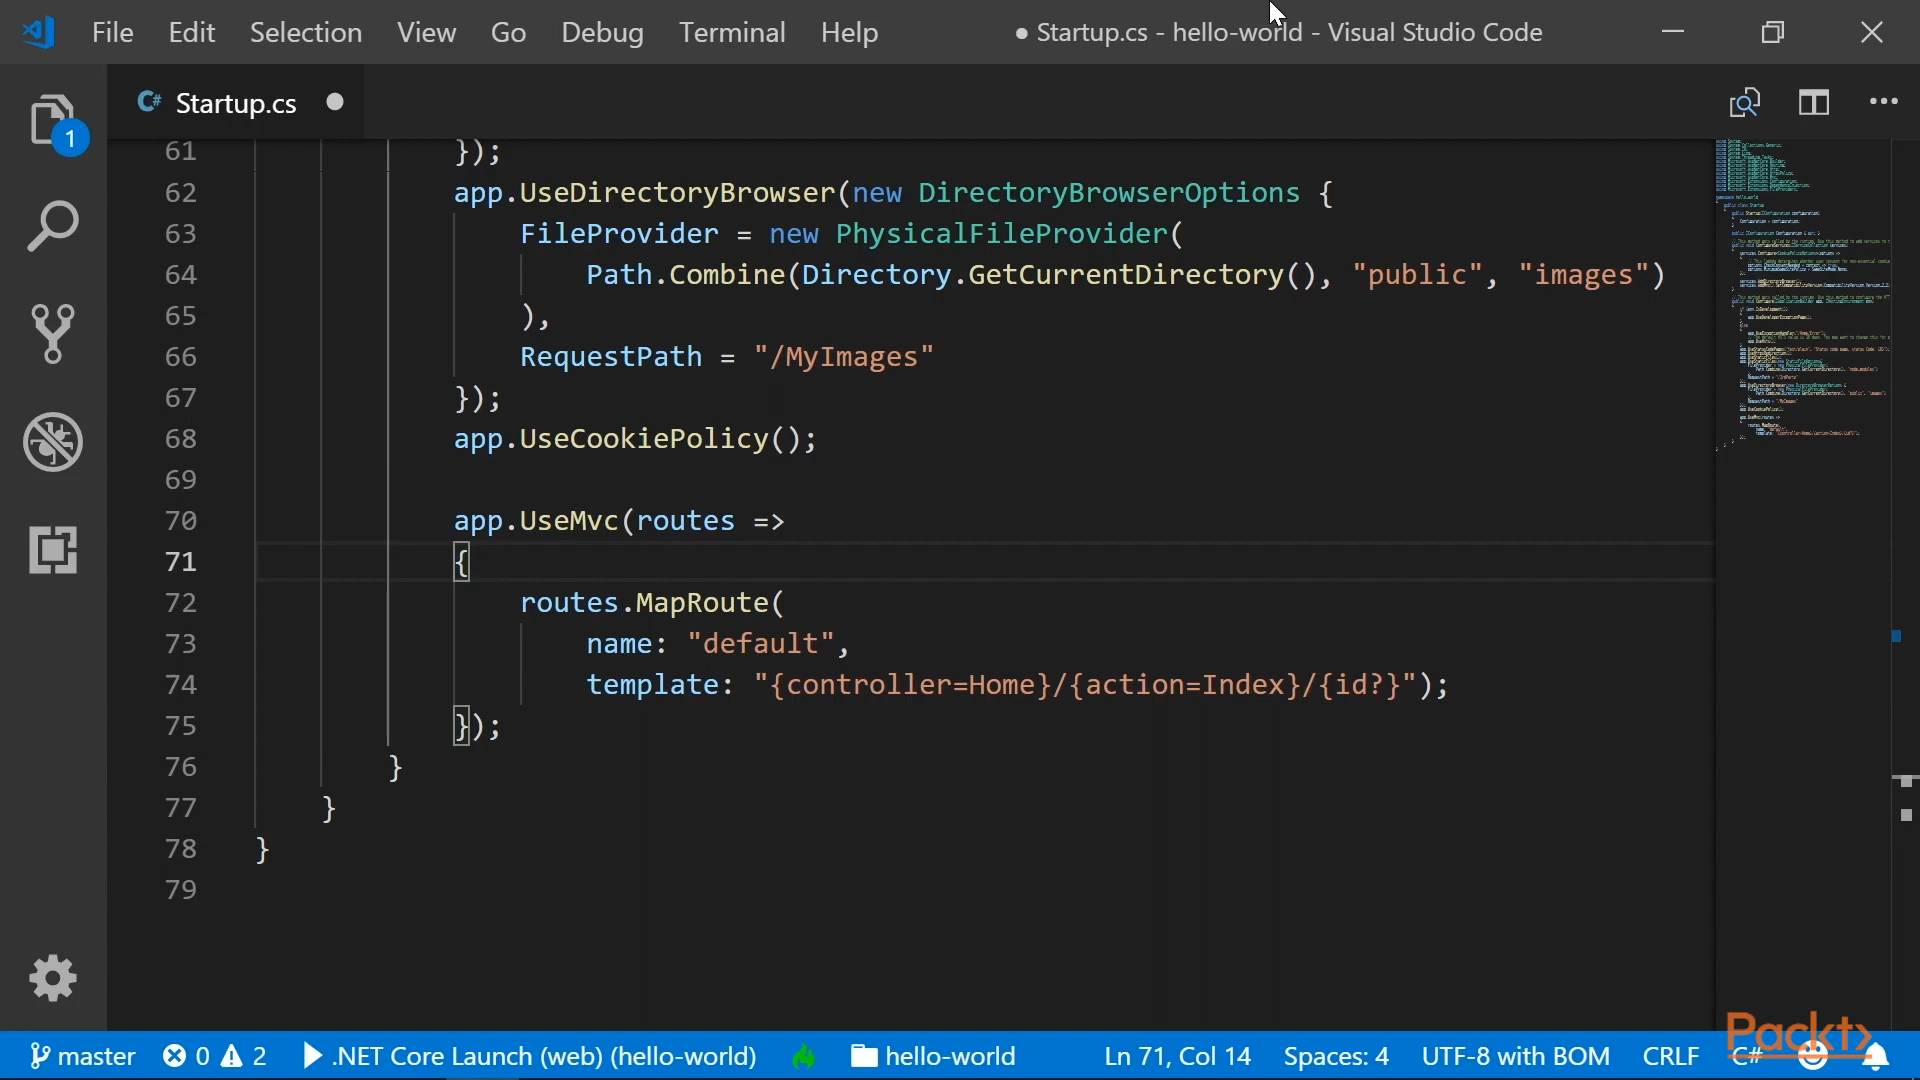 File Edit Selection View Go Debug Terminal Help ● Startup.cs - hello-world - Visual Studio Code
1
C# Startup.cs
61 });
62 app.UseDirectoryBrowser(new DirectoryBrowserOptions {
63 FileProvider = new PhysicalFileProvider(
64 Path.Combine(Directory.GetCurrentDirectory(), "public", "images")
65 ),
66 RequestPath = "/MyImages"
67 });
68 app.UseCookiePolicy();
69
70 app.UseMvc(routes =>
71 {
72 routes.MapRoute(
73 name: "default",
74 template: "{controller=Home}/{action=Index}/{id?}");
75 });
76 }
77 }
78 }
79
Packt>
master 0 2 .NET Core Launch (web) (hello-world) hello-world Ln 71, Col 14 Spaces: 4 UTF-8 with BOM CRLF C#